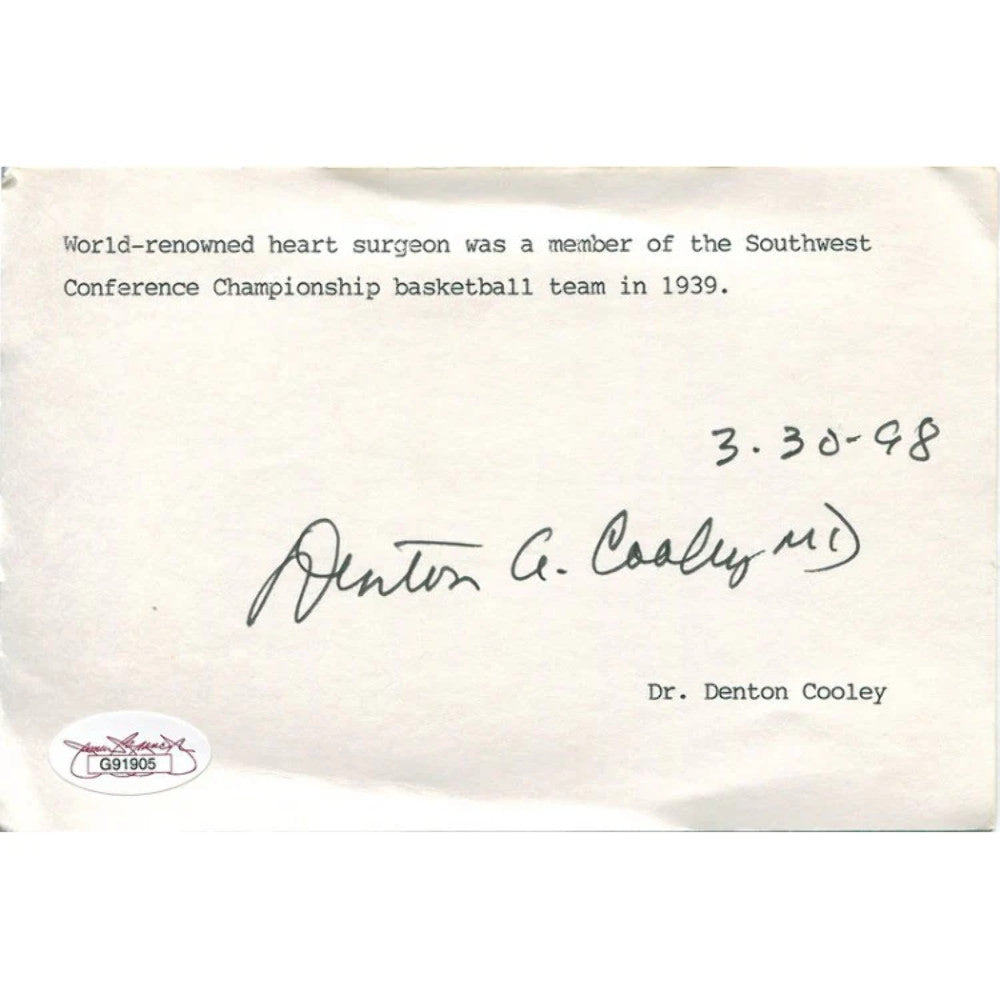 World-renowned heart surgeon was a member of the Southwest
Conference Championship basketball team in 1939.
3.30-98
Denton A. Cooley MD
Dr. Denton Cooley
G91905